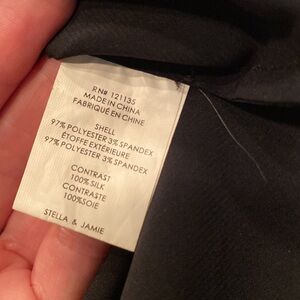 RN# 121135
MADE IN CHINA
FABRIQUÉ EN CHINE
SHELL
97% POLYESTER 3% SPANDEX
ÉTOFFE EXTÉRIEURE
97% POLYESTER 3% SPANDEX
CONTRAST
100% SILK
CONTRASTE
100%SOIE
STELLA & JAMIE